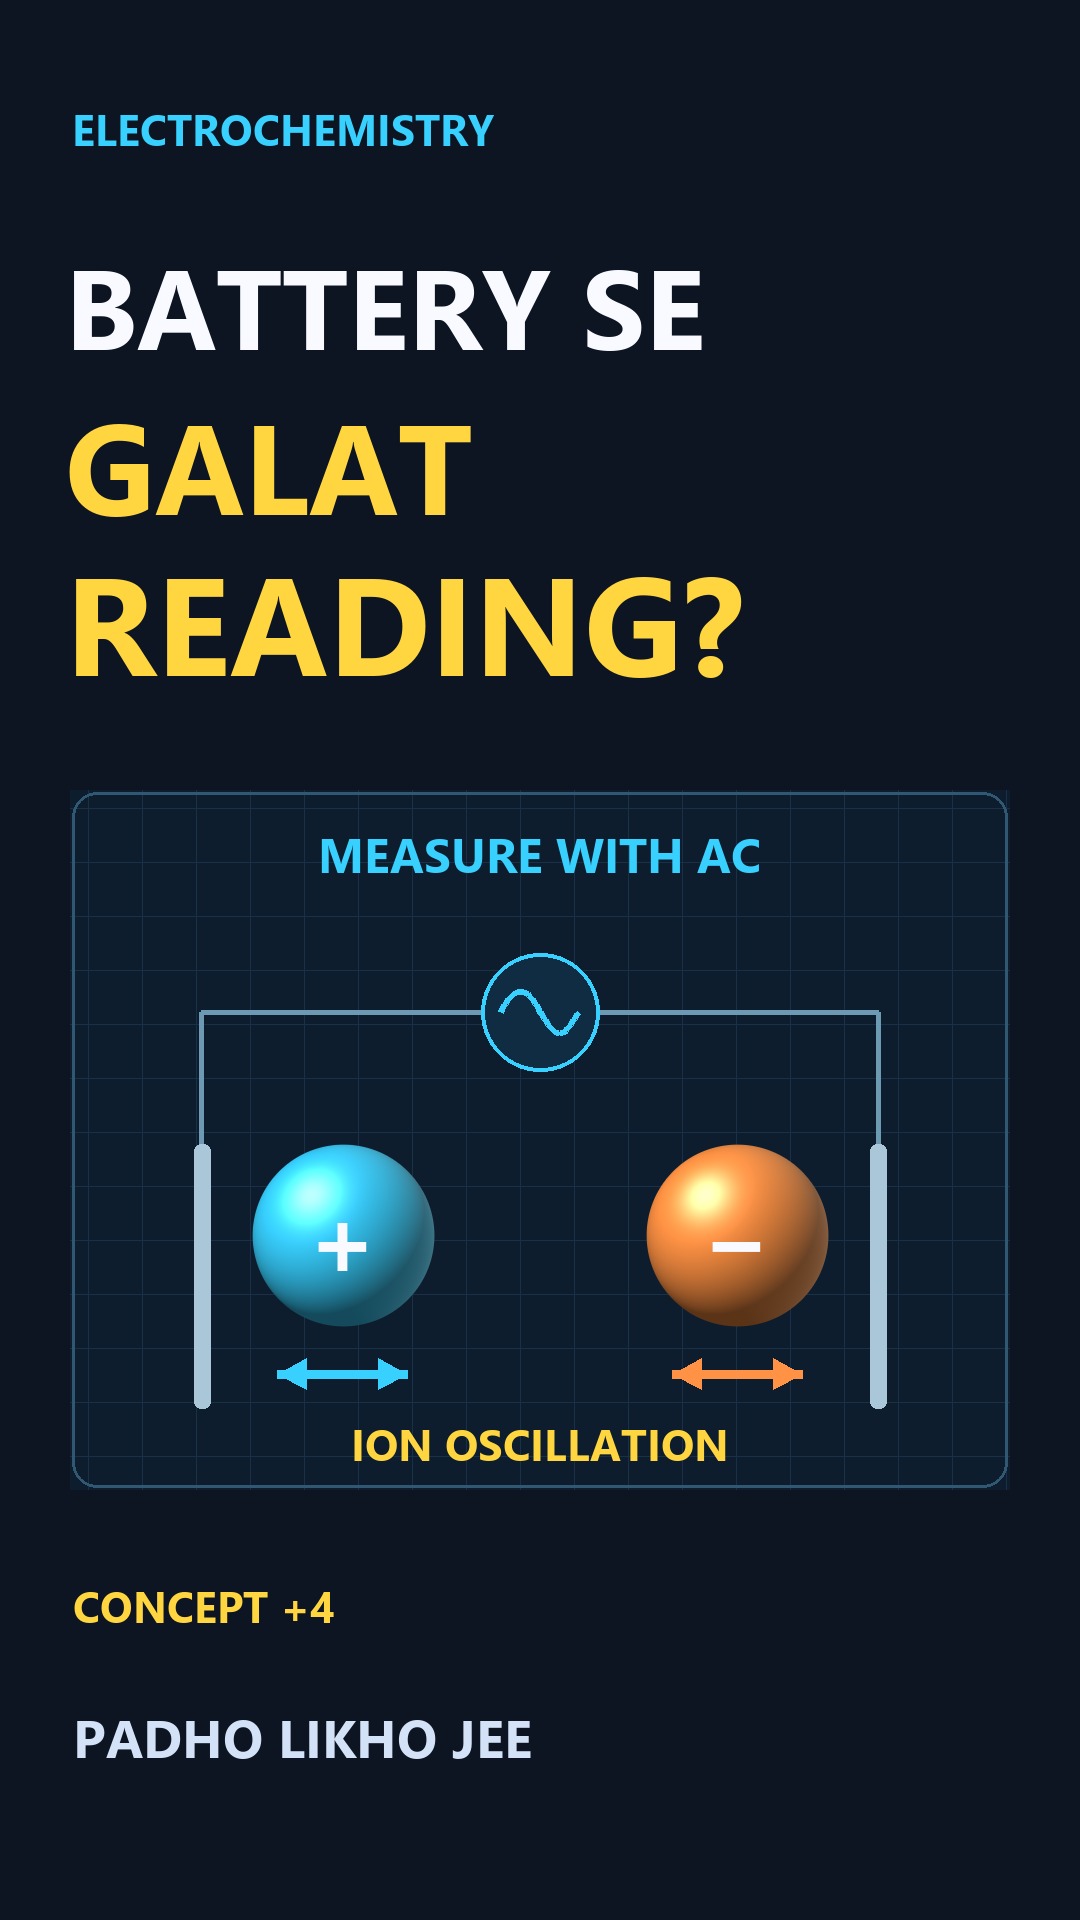 ELECTROCHEMISTRY
BATTERY SE
GALAT
READING?
MEASURE WITH AC
+
−
ION OSCILLATION
CONCEPT +4
PADHO LIKHO JEE